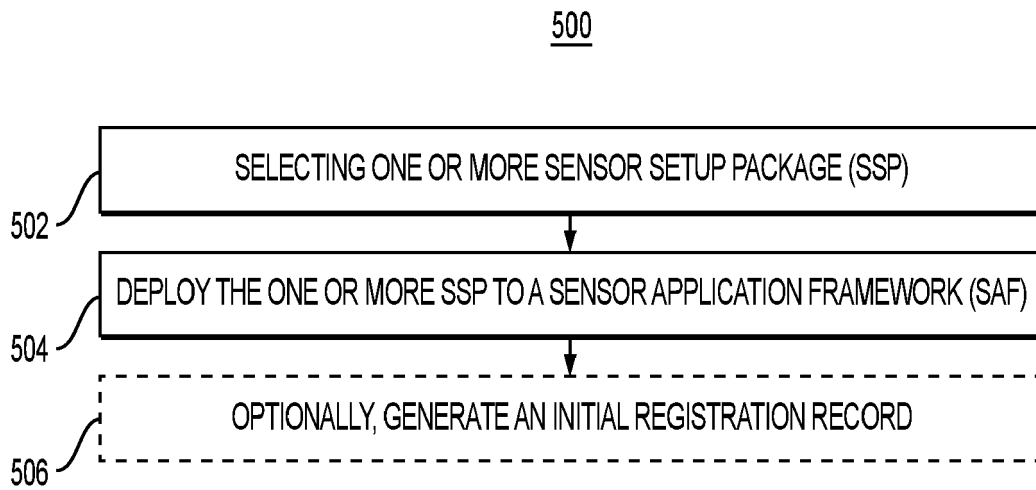 500
SELECTING ONE OR MORE SENSOR SETUP PACKAGE (SSP)
502
DEPLOY THE ONE OR MORE SSP TO A SENSOR APPLICATION FRAMEWORK (SAF)
504
OPTIONALLY, GENERATE AN INITIAL REGISTRATION RECORD
506